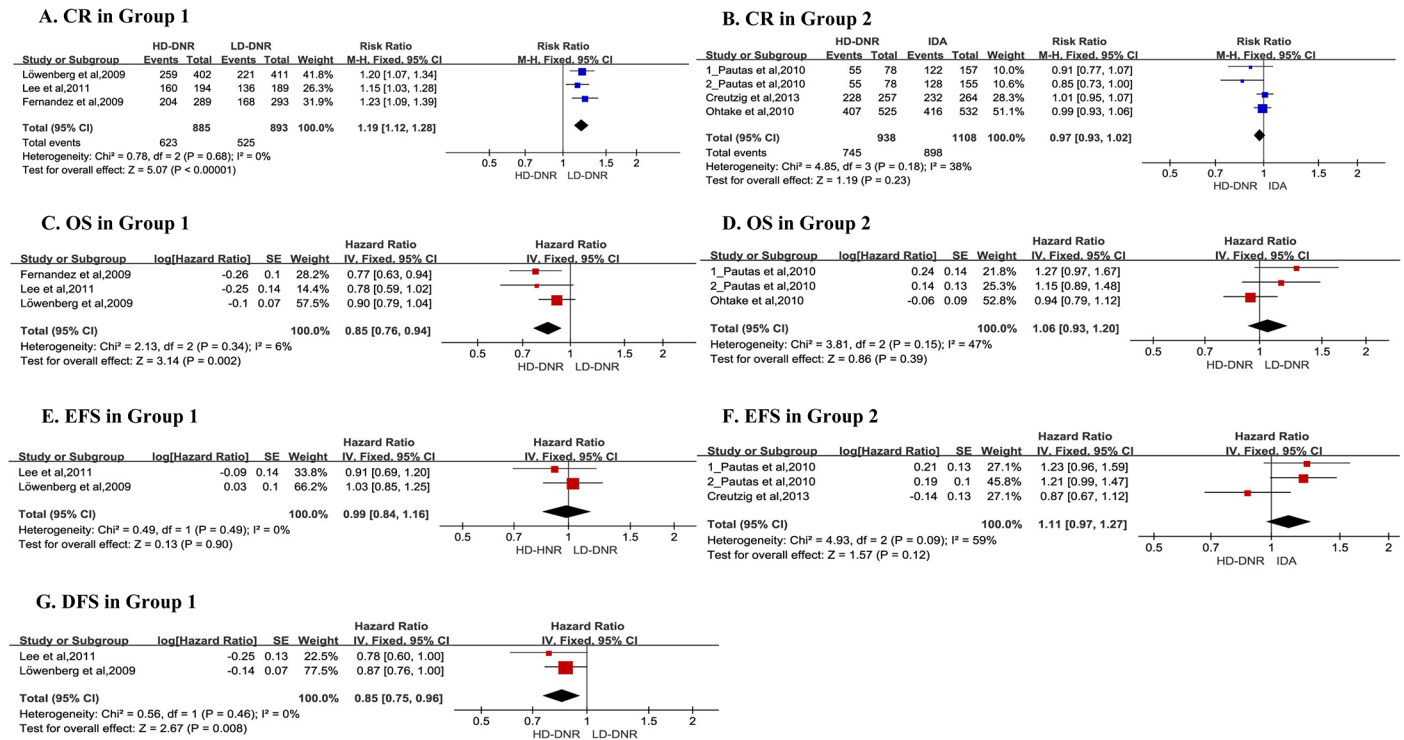 A. CR in Group 1
HD-DNR LD-DNR Risk Ratio Risk Ratio
Study or Subgroup Events Total Events Total Weight M-H. Fixed. 95% CI M-H. Fixed. 95% CI
Löwenberg et al,2009 259 402 221 411 41.8% 1.20 [1.07, 1.34]
Lee et al,2011 160 194 136 189 26.3% 1.15 [1.03, 1.28]
Fernandez et al,2009 204 289 168 293 31.9% 1.23 [1.09, 1.39]
Total (95% CI) 885 893 100.0% 1.19 [1.12, 1.28]
Total events 623 525
Heterogeneity: Chi² = 0.78, df = 2 (P = 0.68); I² = 0%
Test for overall effect: Z = 5.07 (P < 0.00001)
0.5 0.7 1 1.5 2
HD-DNR LD-DNR
B. CR in Group 2
HD-DNR IDA Risk Ratio Risk Ratio
Study or Subgroup Events Total Events Total Weight M-H. Fixed. 95% CI M-H. Fixed. 95% CI
1_Pautas et al,2010 55 78 122 157 10.0% 0.91 [0.77, 1.07]
2_Pautas et al,2010 55 78 128 155 10.6% 0.85 [0.73, 1.00]
Creutzig et al,2013 228 257 232 264 28.3% 1.01 [0.95, 1.07]
Ohtake et al,2010 407 525 416 532 51.1% 0.99 [0.93, 1.06]
Total (95% CI) 938 1108 100.0% 0.97 [0.93, 1.02]
Total events 745 898
Heterogeneity: Chi² = 4.85, df = 3 (P = 0.18); I² = 38%
Test for overall effect: Z = 1.19 (P = 0.23)
0.5 0.7 1 1.5 2
HD-DNR IDA
C. OS in Group 1
Hazard Ratio Hazard Ratio
Study or Subgroup log[Hazard Ratio] SE Weight IV. Fixed. 95% CI IV. Fixed. 95% CI
Fernandez et al,2009 -0.26 0.1 28.2% 0.77 [0.63, 0.94]
Lee et al,2011 -0.25 0.14 14.4% 0.78 [0.59, 1.02]
Löwenberg et al,2009 -0.1 0.07 57.5% 0.90 [0.79, 1.04]
Total (95% CI) 100.0% 0.85 [0.76, 0.94]
Heterogeneity: Chi² = 2.13, df = 2 (P = 0.34); I² = 6%
Test for overall effect: Z = 3.14 (P = 0.002)
0.5 0.7 1 1.5 2
HD-DNR LD-DNR
D. OS in Group 2
Hazard Ratio Hazard Ratio
Study or Subgroup log[Hazard Ratio] SE Weight IV. Fixed. 95% CI IV. Fixed. 95% CI
1_Pautas et al,2010 0.24 0.14 21.8% 1.27 [0.97, 1.67]
2_Pautas et al,2010 0.14 0.13 25.3% 1.15 [0.89, 1.48]
Ohtake et al,2010 -0.06 0.09 52.8% 0.94 [0.79, 1.12]
Total (95% CI) 100.0% 1.06 [0.93, 1.20]
Heterogeneity: Chi² = 3.81, df = 2 (P = 0.15); I² = 47%
Test for overall effect: Z = 0.86 (P = 0.39)
0.5 0.7 1 1.5 2
HD-DNR LD-DNR
E. EFS in Group 1
Hazard Ratio Hazard Ratio
Study or Subgroup log[Hazard Ratio] SE Weight IV. Fixed. 95% CI IV. Fixed. 95% CI
Lee et al,2011 -0.09 0.14 33.8% 0.91 [0.69, 1.20]
Löwenberg et al,2009 0.03 0.1 66.2% 1.03 [0.85, 1.25]
Total (95% CI) 100.0% 0.99 [0.84, 1.16]
Heterogeneity: Chi² = 0.49, df = 1 (P = 0.49); I² = 0%
Test for overall effect: Z = 0.13 (P = 0.90)
0.5 0.7 1 1.5 2
HD-HNR LD-DNR
F. EFS in Group 2
Hazard Ratio Hazard Ratio
Study or Subgroup log[Hazard Ratio] SE Weight IV. Fixed. 95% CI IV. Fixed. 95% CI
1_Pautas et al,2010 0.21 0.13 27.1% 1.23 [0.96, 1.59]
2_Pautas et al,2010 0.19 0.1 45.8% 1.21 [0.99, 1.47]
Creutzig et al,2013 -0.14 0.13 27.1% 0.87 [0.67, 1.12]
Total (95% CI) 100.0% 1.11 [0.97, 1.27]
Heterogeneity: Chi² = 4.93, df = 2 (P = 0.09); I² = 59%
Test for overall effect: Z = 1.57 (P = 0.12)
0.5 0.7 1 1.5 2
HD-DNR IDA
G. DFS in Group 1
Hazard Ratio Hazard Ratio
Study or Subgroup log[Hazard Ratio] SE Weight IV. Fixed. 95% CI IV. Fixed. 95% CI
Lee et al,2011 -0.25 0.13 22.5% 0.78 [0.60, 1.00]
Löwenberg et al,2009 -0.14 0.07 77.5% 0.87 [0.76, 1.00]
Total (95% CI) 100.0% 0.85 [0.75, 0.96]
Heterogeneity: Chi² = 0.56, df = 1 (P = 0.46); I² = 0%
Test for overall effect: Z = 2.67 (P = 0.008)
0.5 0.7 1 1.5 2
HD-DNR LD-DNR